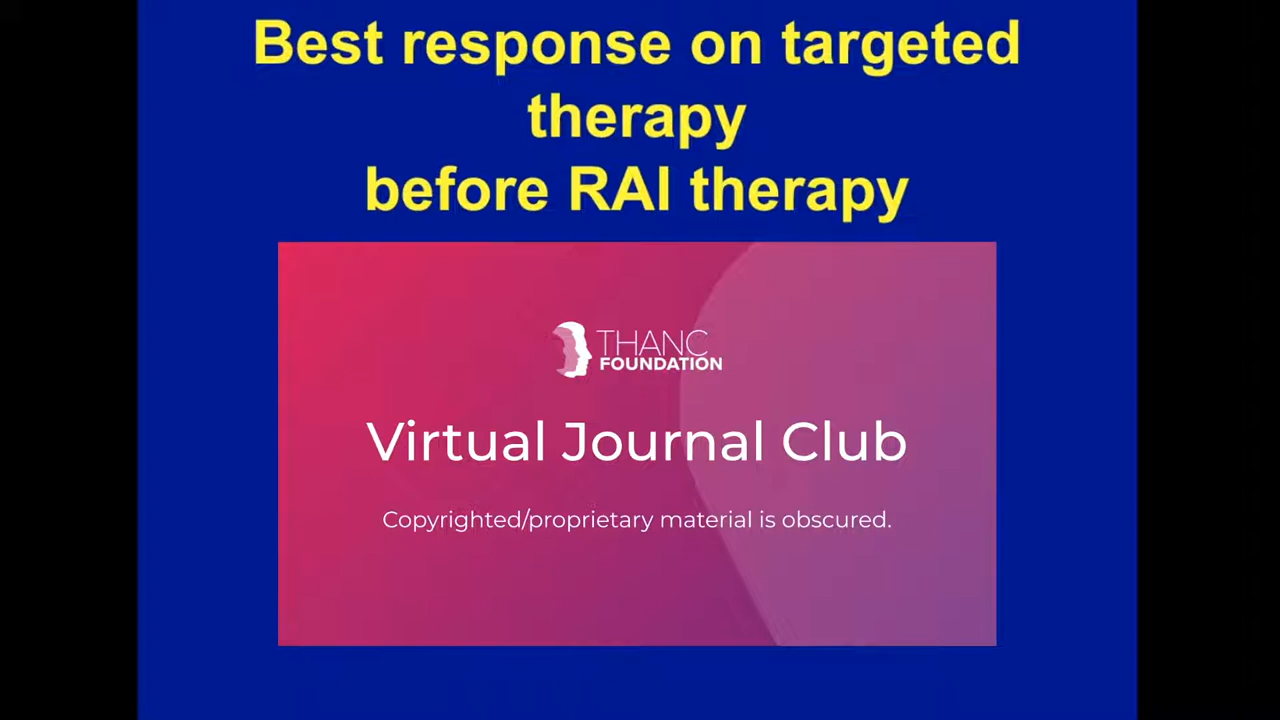 Best response on targeted
therapy
before RAI therapy
THANC
FOUNDATION
Virtual Journal Club
Copyrighted/proprietary material is obscured.